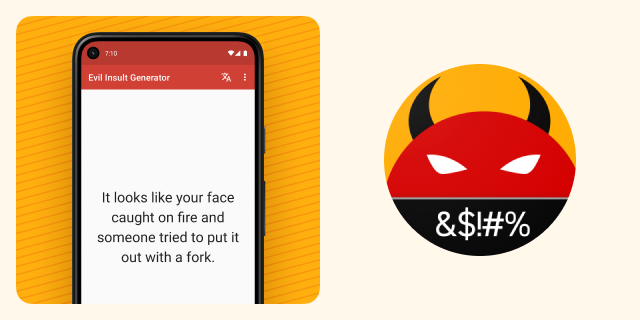 7:10
Evil Insult Generator
It looks like your face
caught on fire and
someone tried to put it
out with a fork.
&$!#%